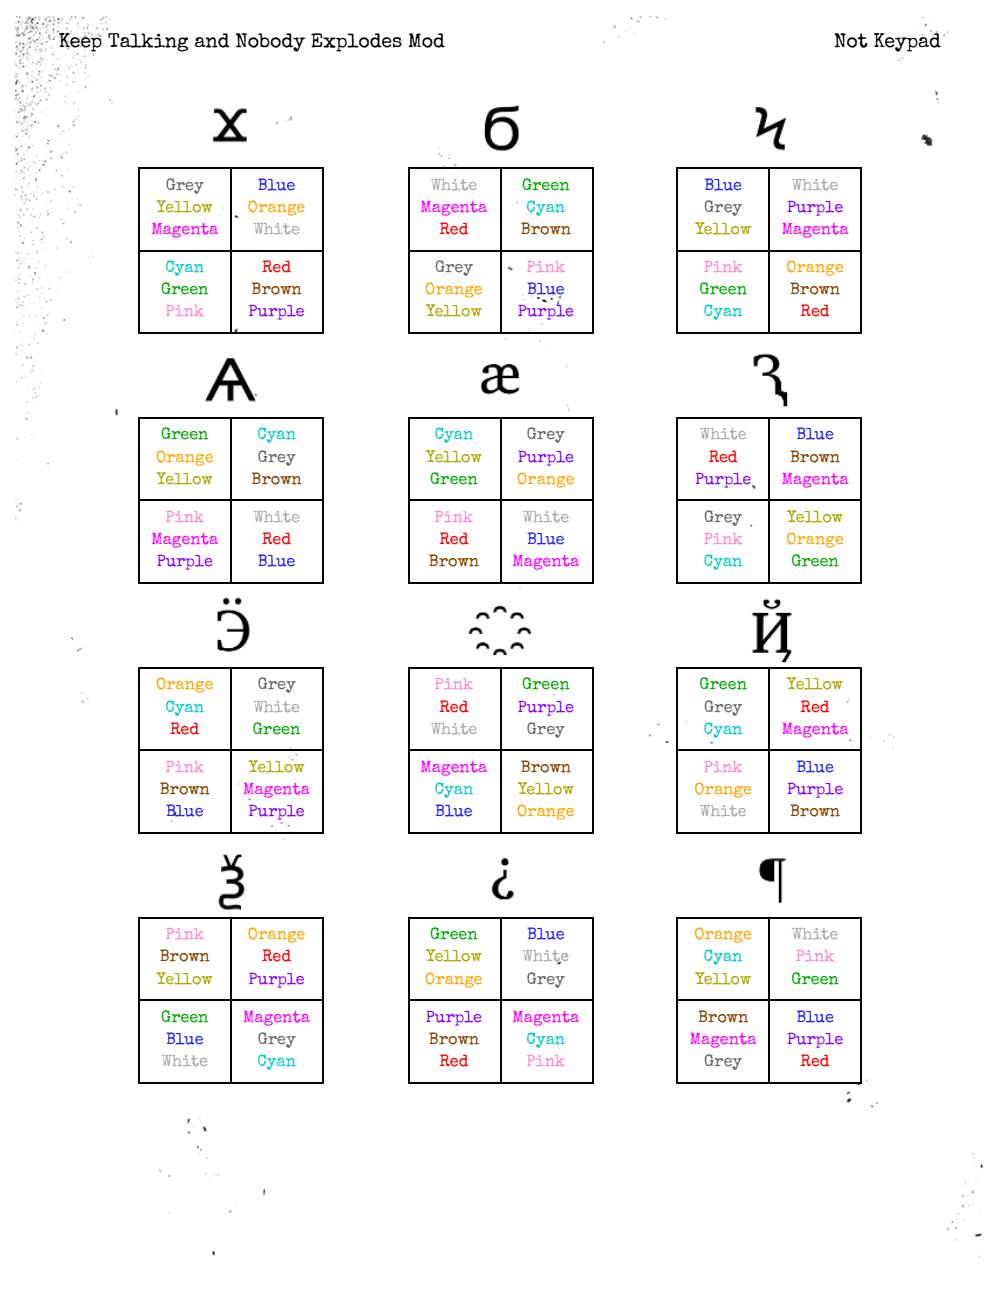 Keep Talking and Nobody Explodes Mod Not Keypad
Ӿ б Ϟ
Grey Blue White Green Blue White
Yellow Orange Magenta Cyan Grey Purple
Magenta White Red Brown Yellow Magenta
Cyan Red Grey Pink Pink Orange
Green Brown Orange Blue Green Brown
Pink Purple Yellow Purple Cyan Red
Ѩ æ Ҙ
Green Cyan Cyan Grey White Blue
Orange Grey Yellow Purple Red Brown
Yellow Brown Green Orange Purple Magenta
Pink White Pink White Grey Yellow
Magenta Red Red Blue Pink Orange
Purple Blue Brown Magenta Cyan Green
Ӭ ҈ Ҋ
Orange Grey Pink Green Green Yellow
Cyan White Red Purple Grey Red
Red Green White Grey Cyan Magenta
Pink Yellow Magenta Brown Pink Blue
Brown Magenta Cyan Yellow Orange Purple
Blue Purple Blue Orange White Brown
Ѯ ¿ ¶
Pink Orange Green Blue Orange White
Brown Red Yellow White Cyan Pink
Yellow Purple Orange Grey Yellow Green
Green Magenta Purple Magenta Brown Blue
Blue Grey Brown Cyan Magenta Purple
White Cyan Red Pink Grey Red